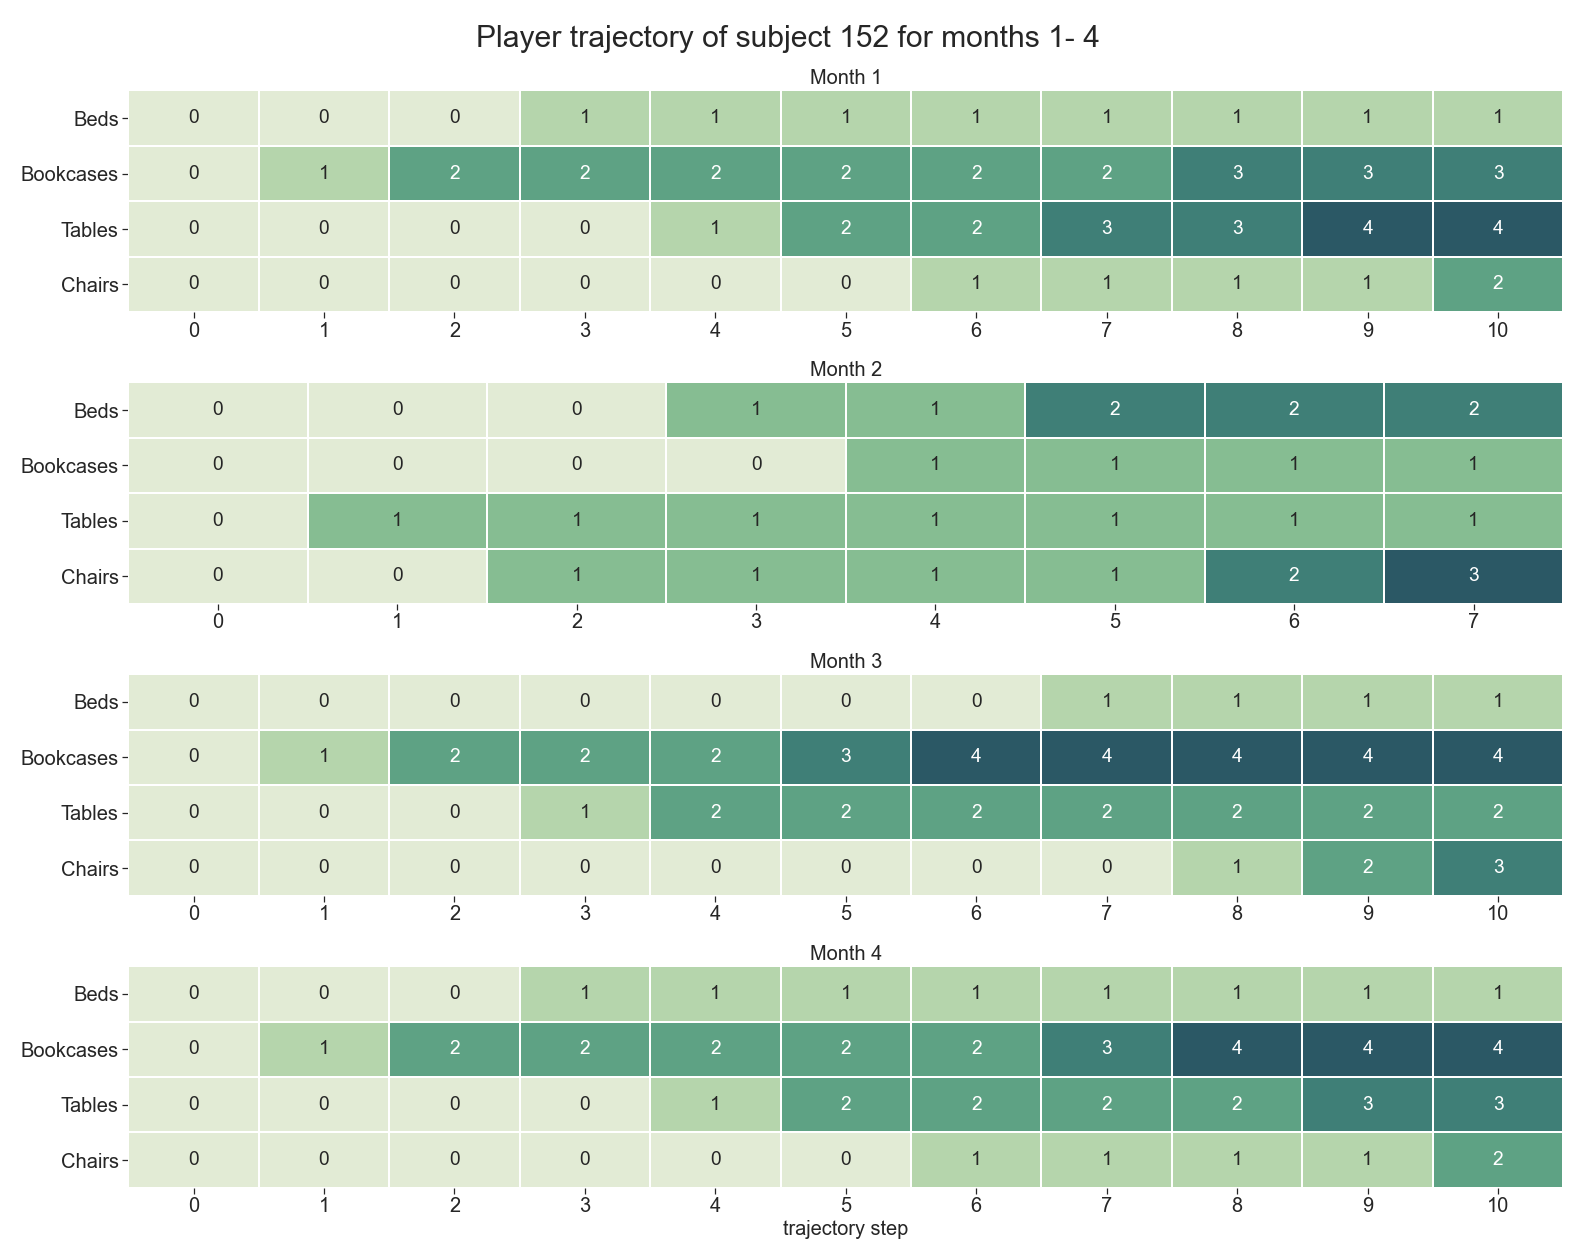 Player trajectory of subject 152 for months 1- 4
Month 1
Beds 0 0 0 1 1 1 1 1 1 1 1
Bookcases 0 1 2 2 2 2 2 2 3 3 3
Tables 0 0 0 0 1 2 2 3 3 4 4
Chairs 0 0 0 0 0 0 1 1 1 1 2
0 1 2 3 4 5 6 7 8 9 10
Month 2
Beds 0 0 0 1 1 2 2 2
Bookcases 0 0 0 0 1 1 1 1
Tables 0 1 1 1 1 1 1 1
Chairs 0 0 1 1 1 1 2 3
0 1 2 3 4 5 6 7
Month 3
Beds 0 0 0 0 0 0 0 1 1 1 1
Bookcases 0 1 2 2 2 3 4 4 4 4 4
Tables 0 0 0 1 2 2 2 2 2 2 2
Chairs 0 0 0 0 0 0 0 0 1 2 3
0 1 2 3 4 5 6 7 8 9 10
Month 4
Beds 0 0 0 1 1 1 1 1 1 1 1
Bookcases 0 1 2 2 2 2 2 3 4 4 4
Tables 0 0 0 0 1 2 2 2 2 3 3
Chairs 0 0 0 0 0 0 1 1 1 1 2
0 1 2 3 4 5 6 7 8 9 10
trajectory step